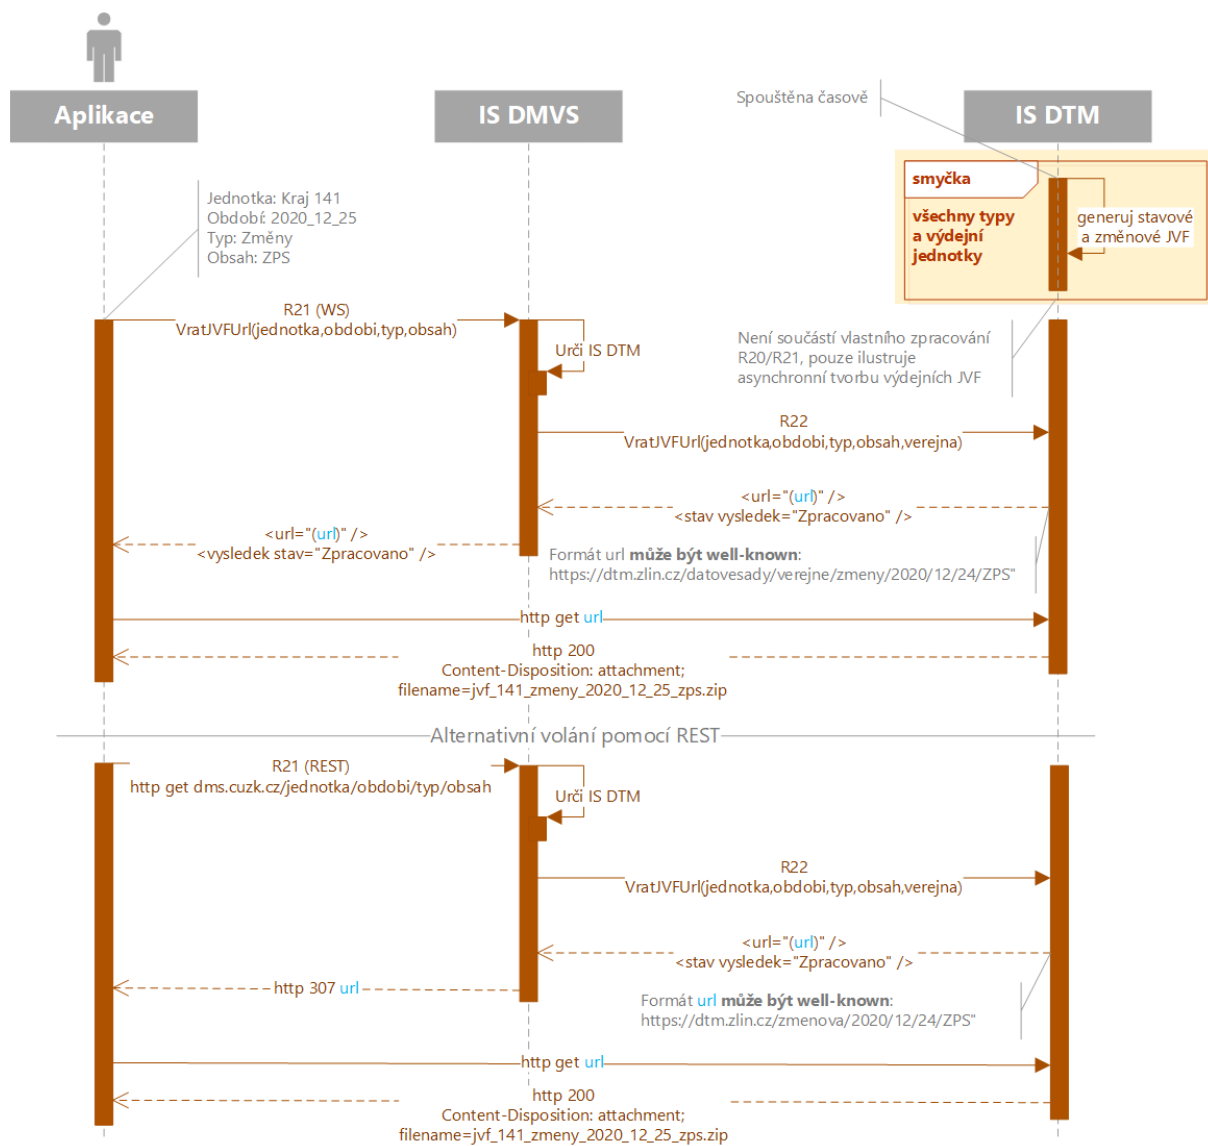 Aplikace
IS DMVS
Spouštěna časově
IS DTM
smyčka
všechny typy
a výdejní
jednotky
generuj stavové
a změnové JVF
Jednotka: Kraj 141
Období: 2020_12_25
Typ: Změny
Obsah: ZPS
R21 (WS)
VratJVFUrl(jednotka,obdobi,typ,obsah)
Urči IS DTM
Není součástí vlastního zpracování
R20/R21, pouze ilustruje
asynchronní tvorbu výdejních JVF
R22
VratJVFUrl(jednotka,obdobi,typ,obsah,verejna)
<url="(url)" />
<stav vysledek="Zpracovano" />
<url="(url)" />
<vysledek stav="Zpracovano" />
Formát url může být well-known:
https://dtm.zlin.cz/datovesady/verejne/zmeny/2020/12/24/ZPS"
http get url
http 200
Content-Disposition: attachment;
filename=jvf_141_zmeny_2020_12_25_zps.zip
Alternativní volání pomocí REST
R21 (REST)
http get dms.cuzk.cz/jednotka/obdobi/typ/obsah
Urči IS DTM
R22
VratJVFUrl(jednotka,obdobi,typ,obsah,verejna)
<url="(url)" />
<stav vysledek="Zpracovano" />
http 307 url
Formát url může být well-known:
https://dtm.zlin.cz/zmenova/2020/12/24/ZPS"
http get url
http 200
Content-Disposition: attachment;
filename=jvf_141_zmeny_2020_12_25_zps.zip